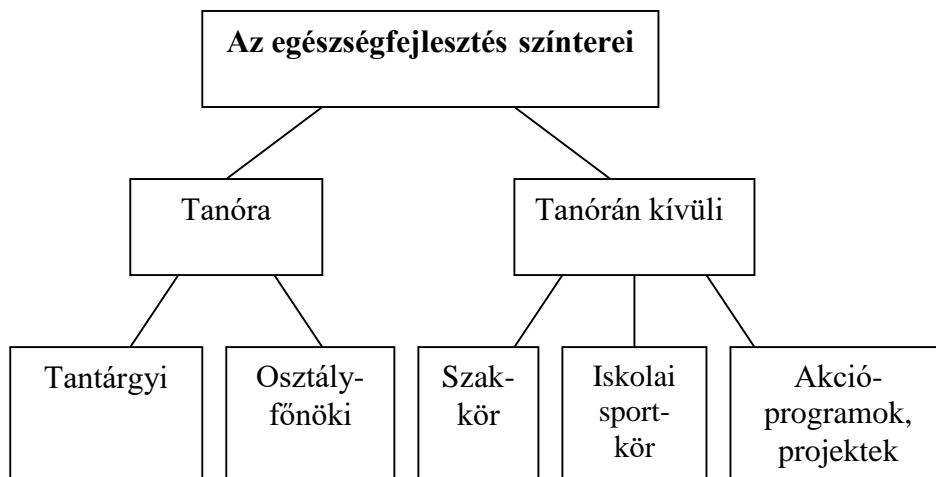 Az egészségfejlesztés színterei
Tanóra
Tanórán kívüli
Tantárgyi
Osztály-
főnöki
Szak-
kör
Iskolai
sport-
kör
Akció-
programok,
projektek